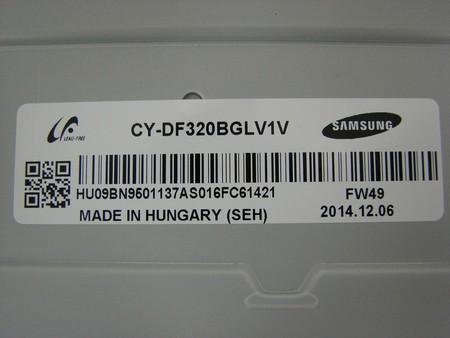 CY-DF320BGLV1V
SAMSUNG
LEAD-FREE
HU09BN9501137AS016FC61421
FW49
MADE IN HUNGARY (SEH)
2014.12.06